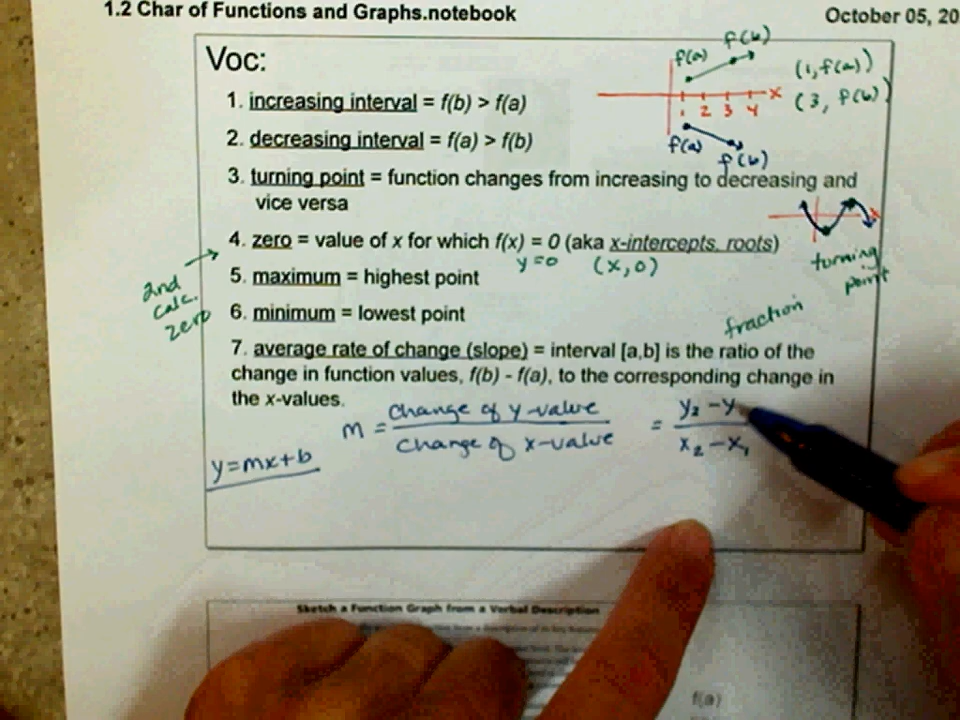 1.2 Char of Functions and Graphs.notebook
October 05, 20
Voc:
f(a) f(b)
(1, f(a))
(3, f(b))
1 2 3 4 x
f(a)
f(b)
1. increasing interval = f(b) > f(a)
2. decreasing interval = f(a) > f(b)
3. turning point = function changes from increasing to decreasing and
vice versa
4. zero = value of x for which f(x) = 0 (aka x-intercepts, roots)
y=0 (x,0)
turning
point
2nd
calc.
zero
5. maximum = highest point
6. minimum = lowest point
fraction
7. average rate of change (slope) = interval [a,b] is the ratio of the
change in function values, f(b) - f(a), to the corresponding change in
the x-values.
m = change of y-value / change of x-value = y₂ - y / x₂ - x₁
y=mx+b
Sketch a Function Graph from a Verbal Description
f(a)